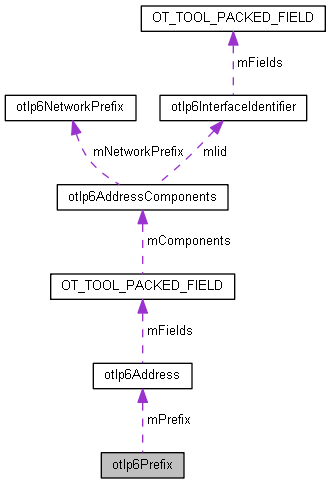 OT_TOOL_PACKED_FIELD
mFields
otIp6NetworkPrefix
otIp6InterfaceIdentifier
mNetworkPrefix
mIid
otIp6AddressComponents
mComponents
OT_TOOL_PACKED_FIELD
mFields
otIp6Address
mPrefix
otIp6Prefix